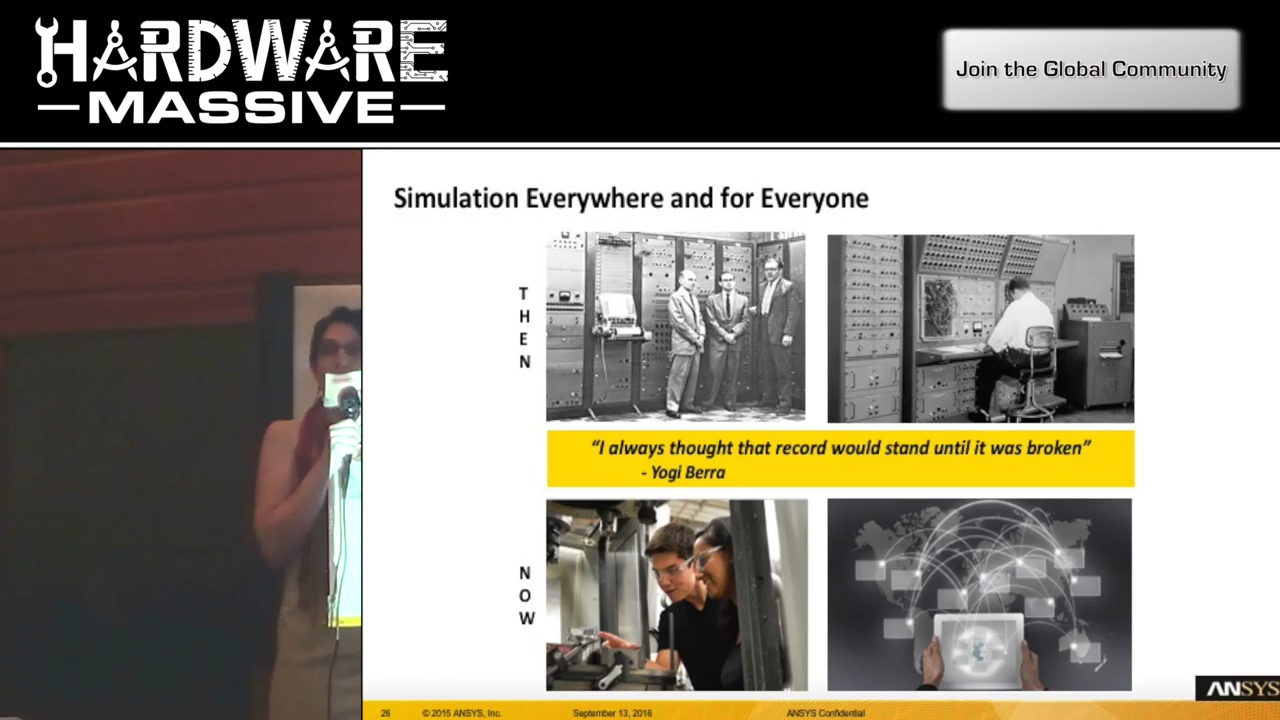 HARDWARE
MASSIVE
Join the Global Community
Simulation Everywhere and for Everyone
THEN
“I always thought that record would stand until it was broken”
- Yogi Berra
NOW
ANSYS
26 © 2015 ANSYS, Inc. September 13, 2016 ANSYS Confidential